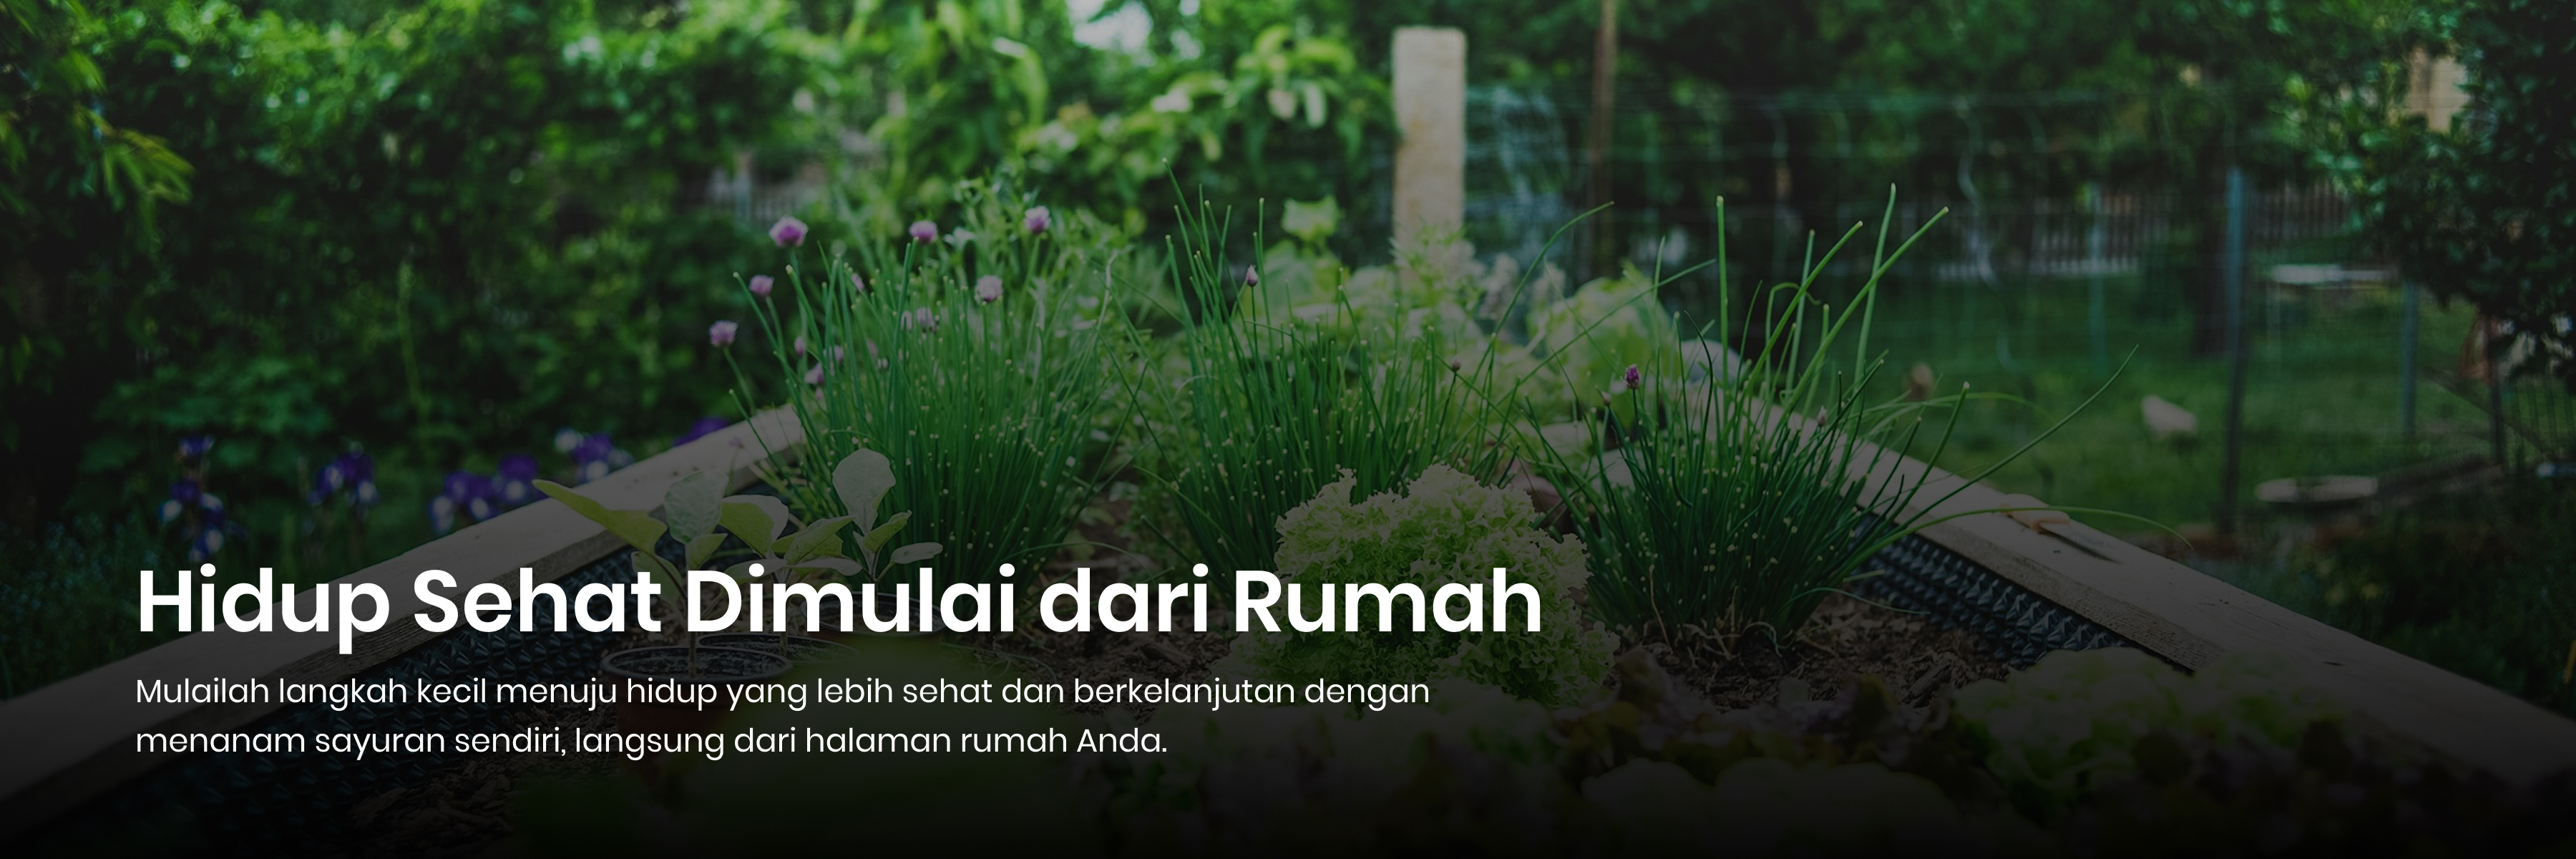 Hidup Sehat Dimulai dari Rumah
Mulailah langkah kecil menuju hidup yang lebih sehat dan berkelanjutan dengan
menanam sayuran sendiri, langsung dari halaman rumah Anda.